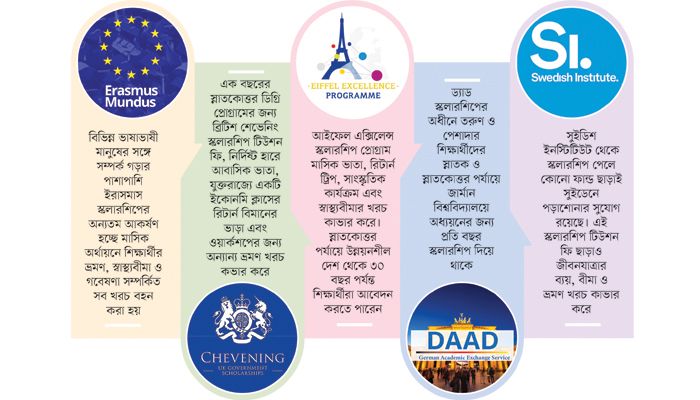 Erasmus
Mundus
বিভিন্ন ভাষাভাষী
মানুষের সঙ্গে
সম্পর্ক গড়ার
পাশাপাশি
ইরাসমাস
স্কলারশিপের
অন্যতম আকর্ষণ
হচ্ছে মাসিক
অর্থায়নে শিক্ষার্থীর
ভ্রমণ, স্বাস্থ্যবীমা ও
গবেষণা সম্পর্কিত
সব খরচ বহন
করা হয়
এক বছরের
স্নাতকোত্তর ডিগ্রি
প্রোগ্রামের জন্য
ব্রিটিশ শেভেনিং
স্কলারশিপ টিউশন
ফি, নির্দিষ্ট হারে
আবাসিক ভাতা,
যুক্তরাজ্যে একটি
ইকোনমি ক্লাসের
রিটার্ন বিমানের
ভাড়া এবং
ওয়ার্কশপের জন্য
অন্যান্য ভ্রমণ খরচ
কভার করে
CHEVENING
UK GOVERNMENT
SCHOLARSHIPS
EIFFEL EXCELLENCE
PROGRAMME
আইফেল এক্সিলেন্স
স্কলারশিপ প্রোগ্রাম
মাসিক ভাতা, রিটার্ন
ট্রিপ, সাংস্কৃতিক
কার্যক্রম এবং
স্বাস্থ্যবীমার খরচ
কাভার করে।
স্নাতকোত্তর
পর্যায়ে উন্নয়নশীল
দেশ থেকে ৩০
বছর পর্যন্ত
শিক্ষার্থীরা আবেদন
করতে পারেন
ড্যাড
স্কলারশিপের
অধীনে তরুণ ও
পেশাদার
শিক্ষার্থীদের
স্নাতক ও
স্নাতকোত্তর পর্যায়ে
জার্মান
বিশ্ববিদ্যালয়ে
অধ্যয়নের জন্য
প্রতি বছর
স্কলারশিপ দিয়ে
থাকে
DAAD
German Academic Exchange Service
SI.
Swedish Institute.
সুইডিশ
ইনস্টিটিউট থেকে
স্কলারশিপ পেলে
কোনো ফান্ড ছাড়াই
সুইডেনে
পড়াশোনার সুযোগ
রয়েছে। এই
স্কলারশিপ টিউশন
ফি ছাড়াও
জীবনযাত্রার
ব্যয়, বীমা ও
ভ্রমণ খরচ কাভার
করে